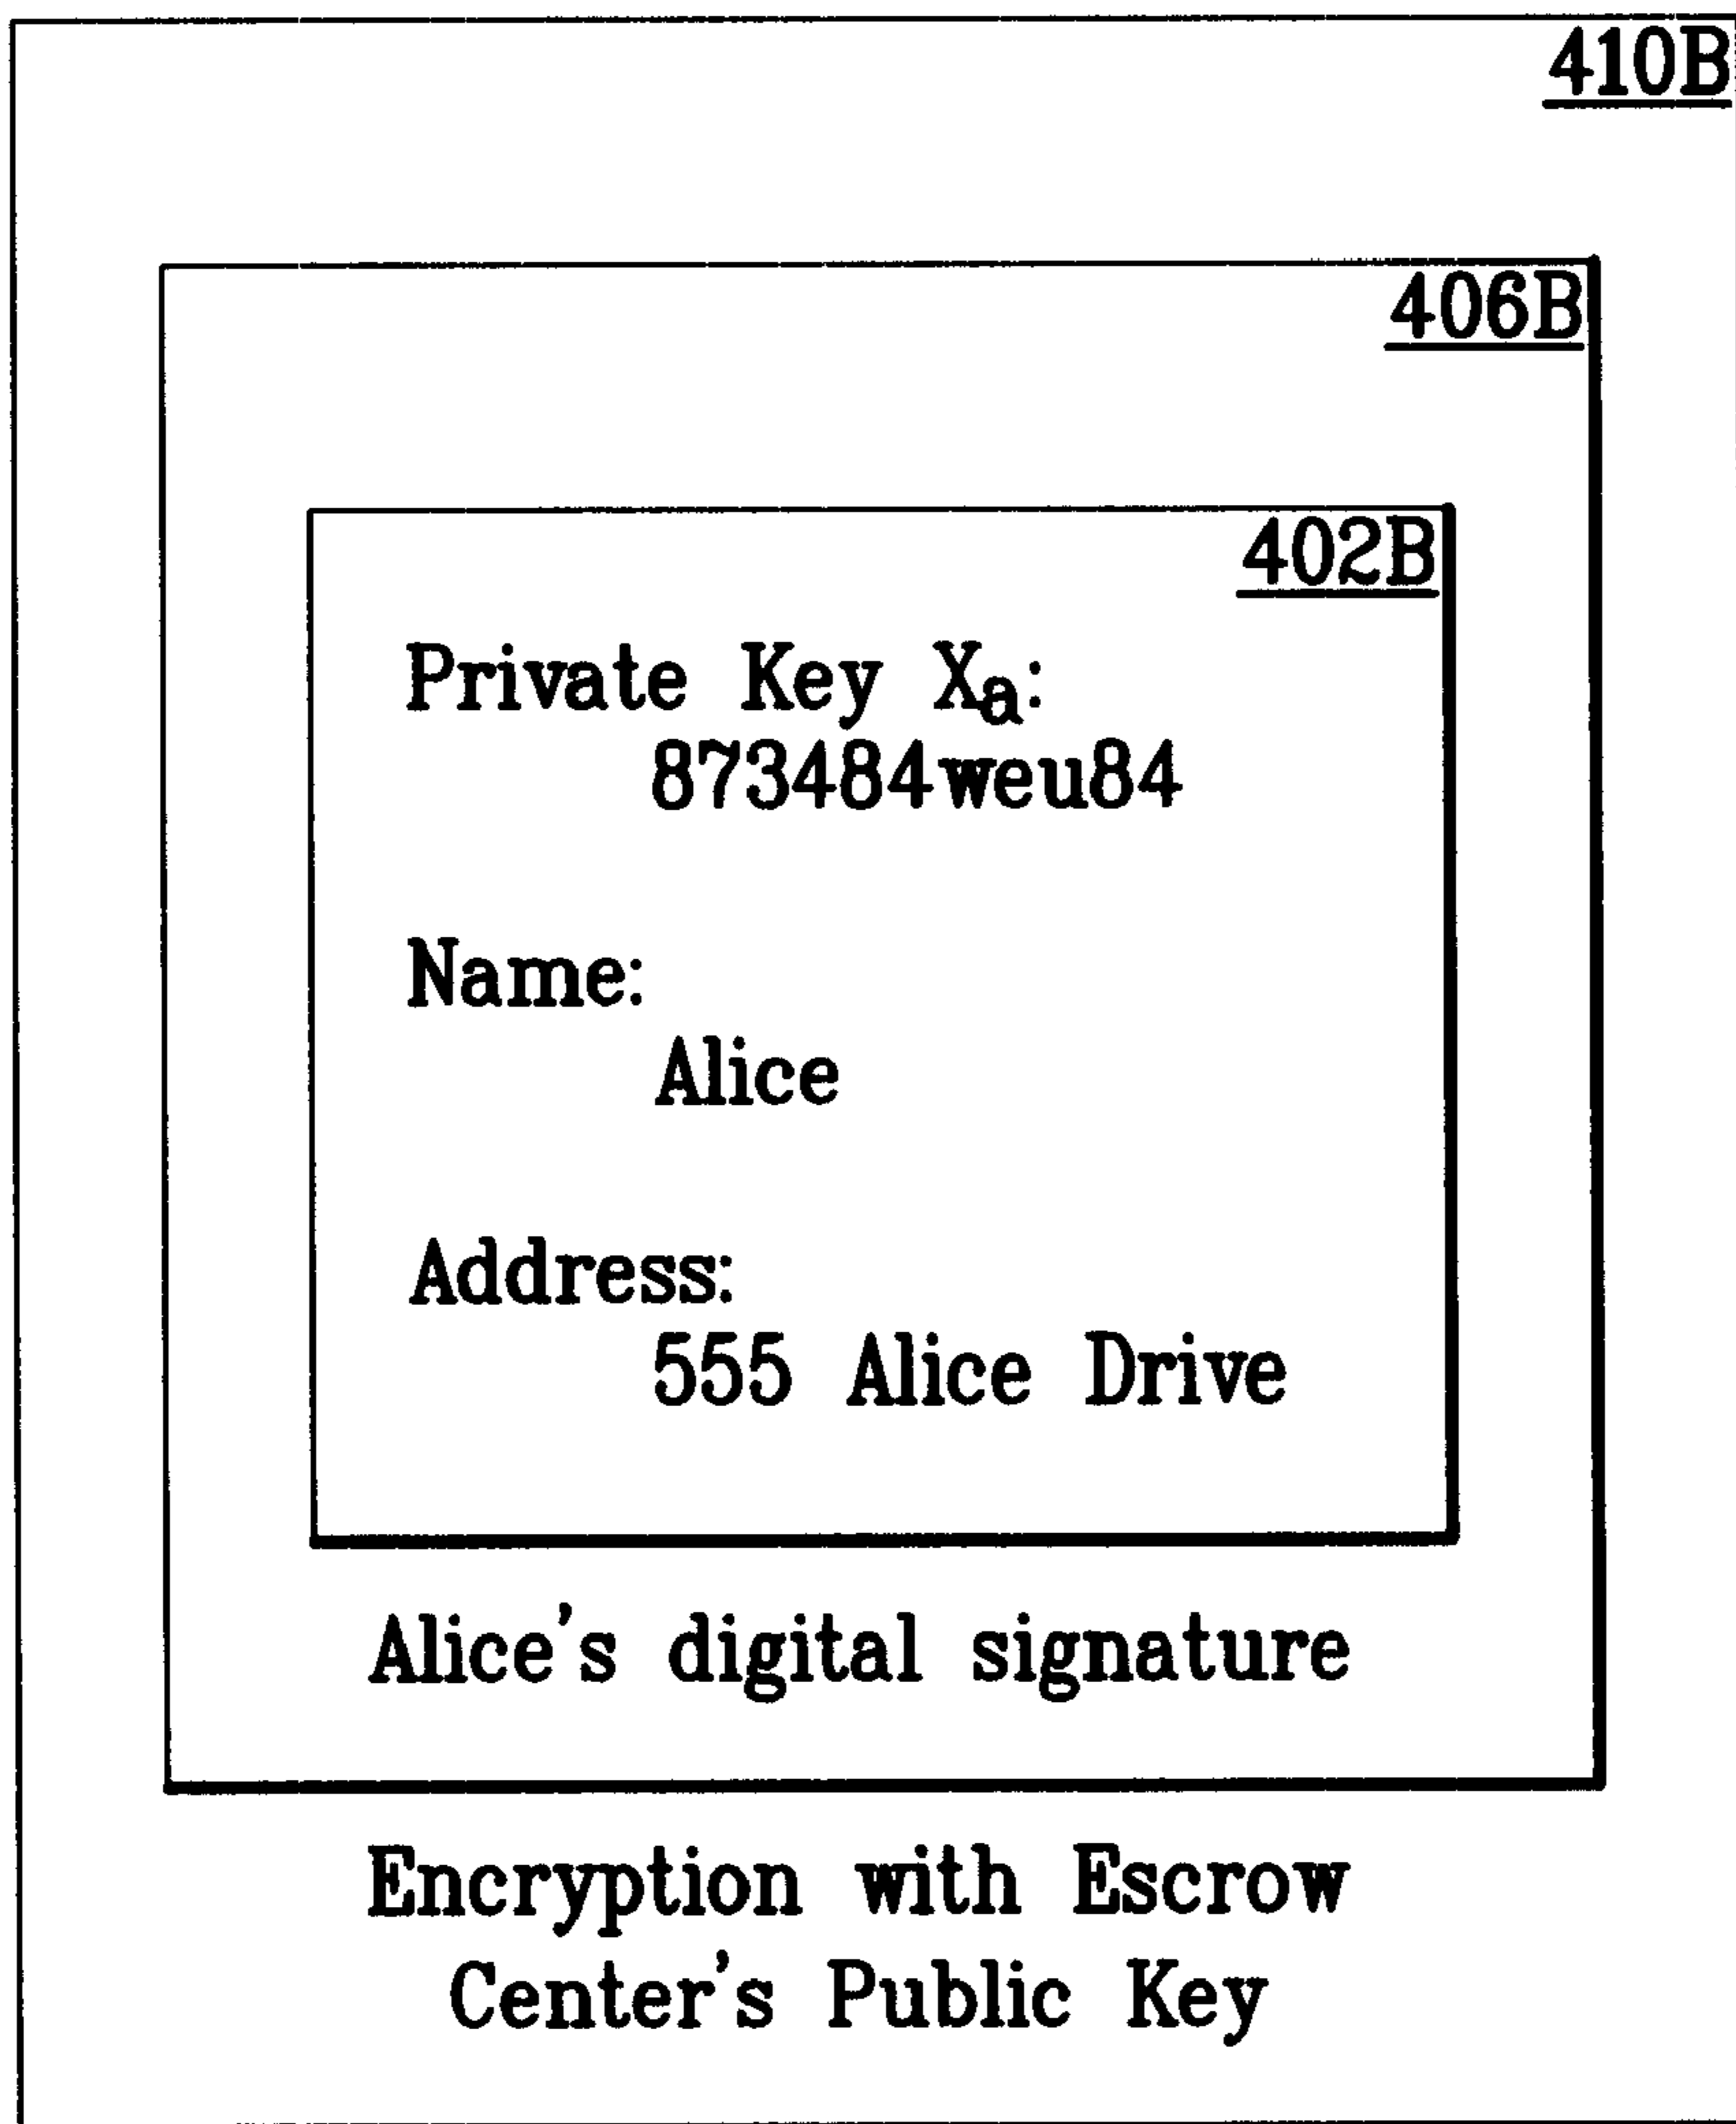 410B
406B
402B
Private Key Xa:
873484weu84
Name:
Alice
Address:
555 Alice Drive
Alice's digital signature
Encryption with Escrow
Center's Public Key